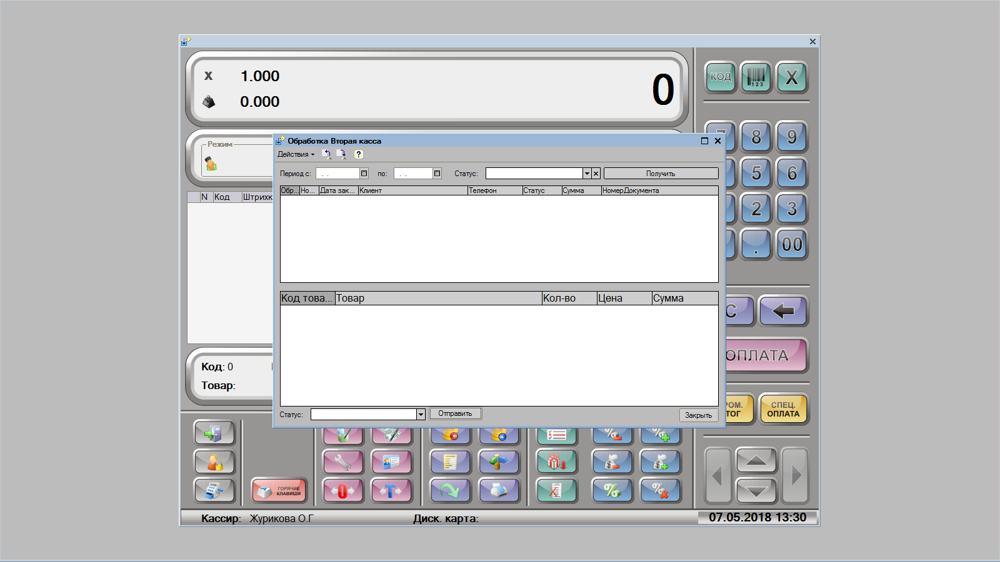 X 1.000
0.000
0
КОД
123
X
Режим
7 8 9
5 6
2 3
. 00
N Код Штрихк
Обработка Вторая касса
Действия
?
Период с: . . по: . . Статус: Получить
Обр... Но... Дата зак... Клиент Телефон Статус Сумма НомерДокумента
Код това... Товар Кол-во Цена Сумма
Статус: Отправить Закрыть
C
ОПЛАТА
РОМ.
ТОГ
СПЕЦ.
ОПЛАТА
Код: 0
Товар:
ГОРЯЧИЕ
КЛАВИШИ
0
T
Кассир: Журикова О.Г Диск. карта: 07.05.2018 13:30